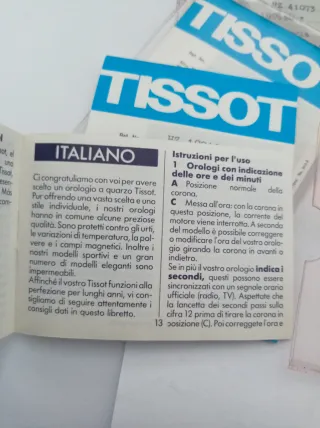 TISSOT
TISSOT
ITALIANO
Ci congratuliamo con voi per avere
scelto un orologio a quarzo Tissot.
Pur offrendo una vasta scelta e uno
stile individuale, i nostri orologi
hanno in comune alcune preziose
qualità. Sono protetti contro gli urti,
le variazioni di temperatura, la pol-
vere e i campi magnetici. Inoltre i
nostri modelli sportivi e un gran
numero di modelli eleganti sono
impermeabili.
Affinché il vostro Tissot funzioni alla
perfezione per lunghi anni, vi con-
sigliamo di seguire attentamente i
consigli dati in questo libretto.
13
Istruzioni per l'uso
1 Orologi con indicazione
delle ore e dei minuti
A Posizione normale della
corona.
C Messa all'ora: con la corona in
questa posizione, la corrente del
motore viene interrotta. A seconda
del modello è possibile correggere
o modificare l'ora del vostro orolo-
gio girando la corona in avanti o
indietro.
Se in più il vostro orologio indica i
secondi, questi possono essere
sincronizzati con un segnale orario
ufficiale (radio, TV). Aspettate che
la lancetta dei secondi passi sulla
cifra 12 prima di tirare la corona in
posizione (C). Poi correggete l'ora e